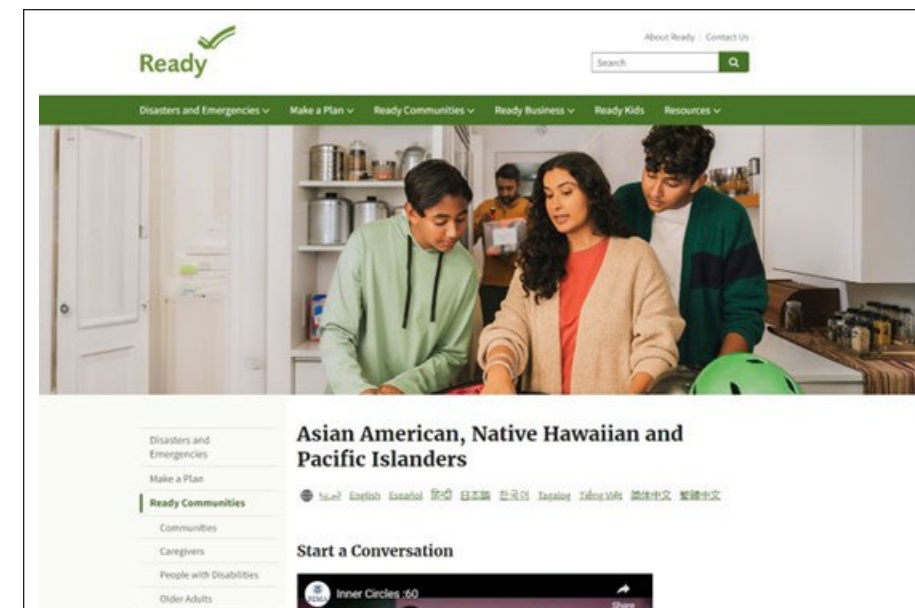 Ready
About Ready | Contact Us
Search
Disasters and Emergencies Make a Plan Ready Communities Ready Business Ready Kids Resources
Asian American, Native Hawaiian and
Pacific Islanders
English Español हिन्दी 日本語 한국어 Tagalog Tiếng Việt 简体中文 繁體中文
Disasters and
Emergencies
Make a Plan
Ready Communities
Communities
Caregivers
People with Disabilities
Older Adults
Start a Conversation
FEMA
Inner Circles :60
Share